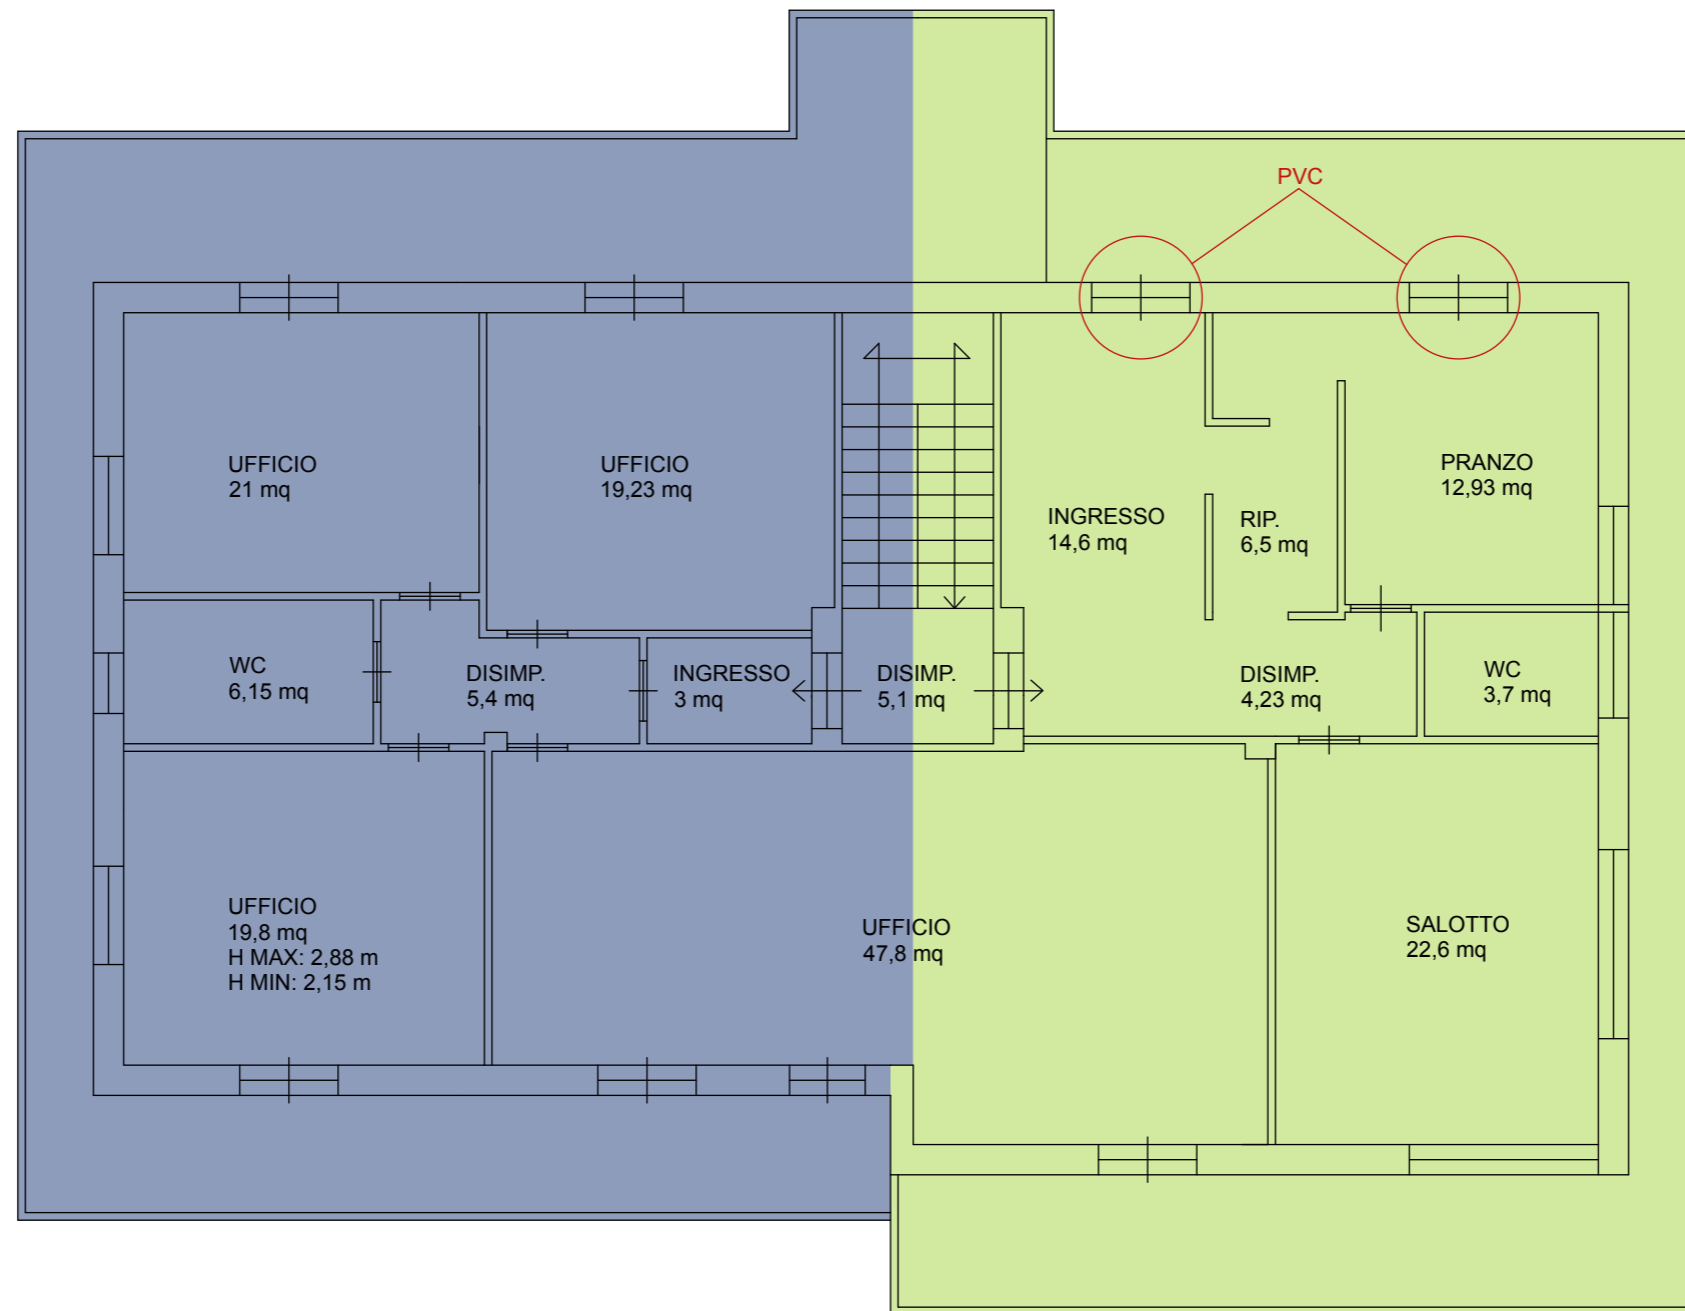 PVC
UFFICIO
21 mq
UFFICIO
19,23 mq
PRANZO
12,93 mq
INGRESSO
14,6 mq
RIP.
6,5 mq
WC
6,15 mq
DISIMP.
5,4 mq
INGRESSO
3 mq
DISIMP.
5,1 mq
DISIMP.
4,23 mq
WC
3,7 mq
UFFICIO
19,8 mq
H MAX: 2,88 m
H MIN: 2,15 m
UFFICIO
47,8 mq
SALOTTO
22,6 mq